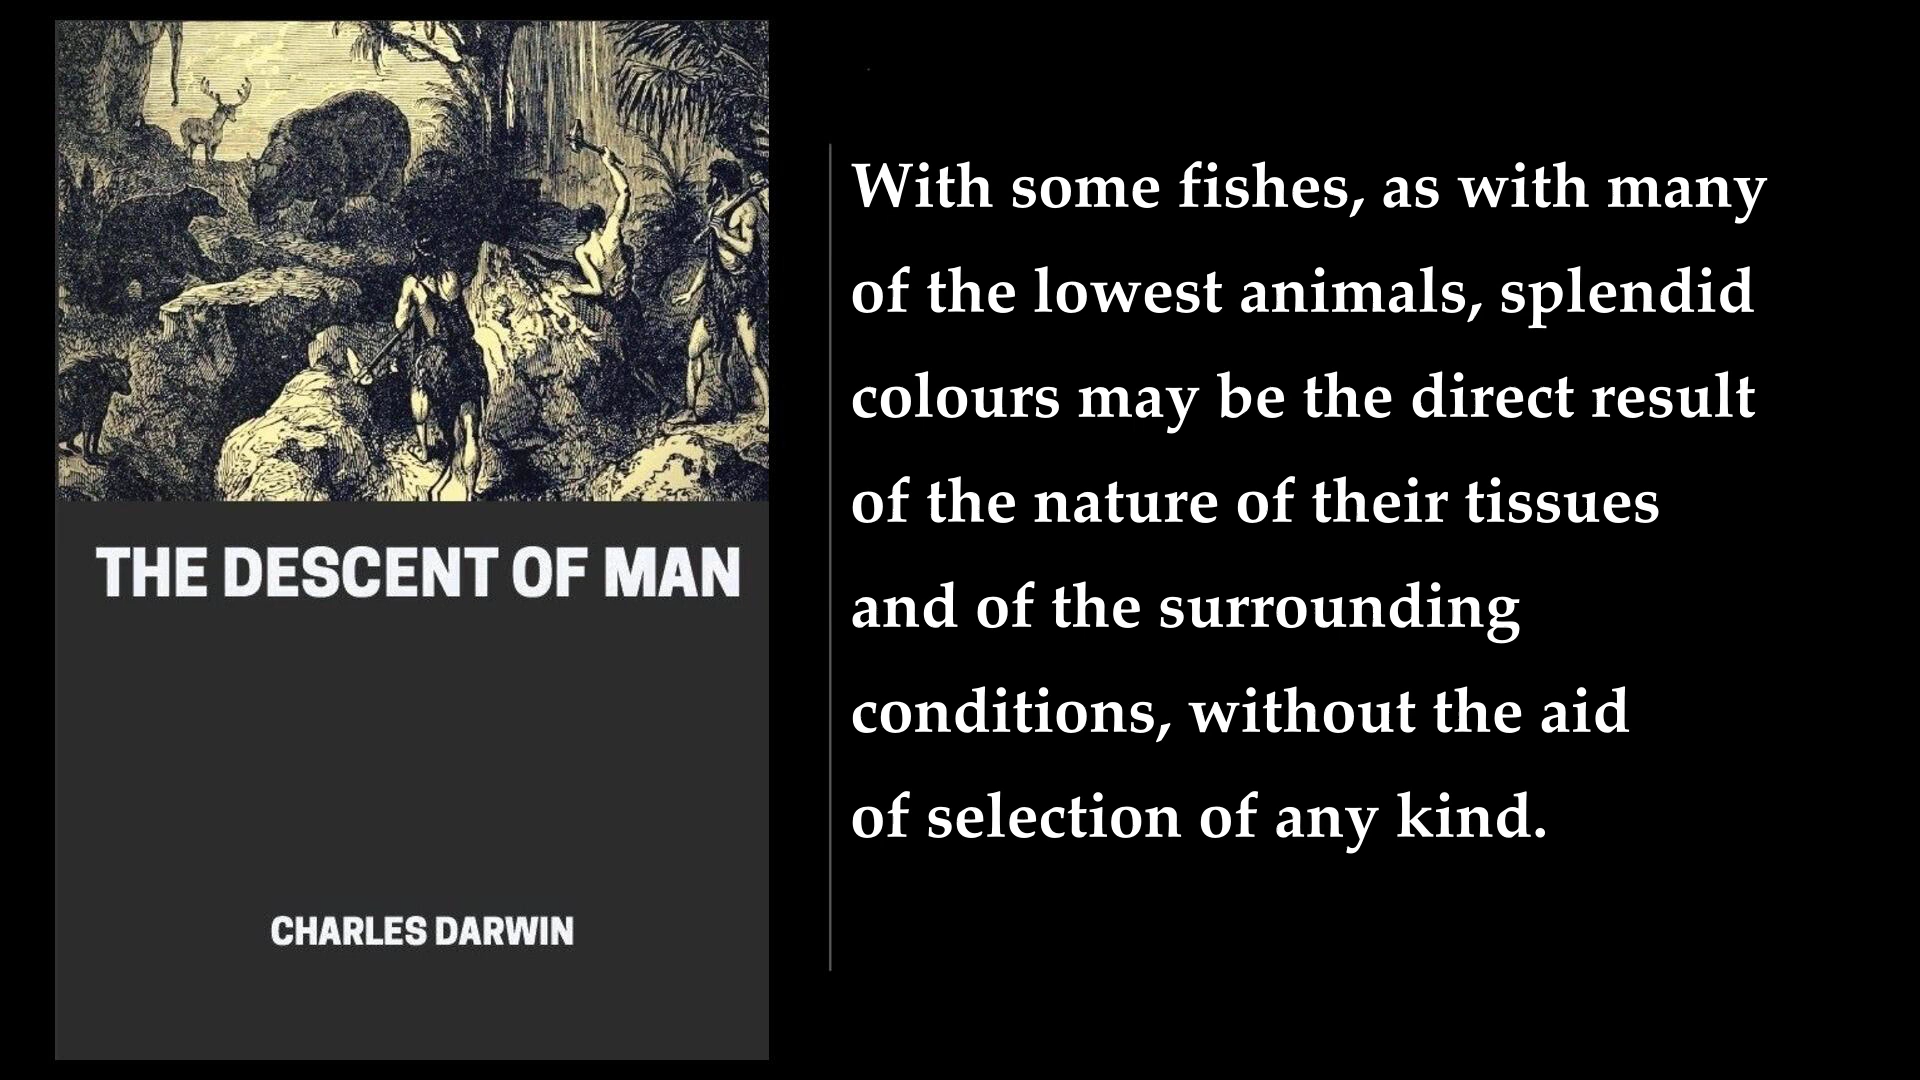 THE DESCENT OF MAN
CHARLES DARWIN
With some fishes, as with many
of the lowest animals, splendid
colours may be the direct result
of the nature of their tissues
and of the surrounding
conditions, without the aid
of selection of any kind.